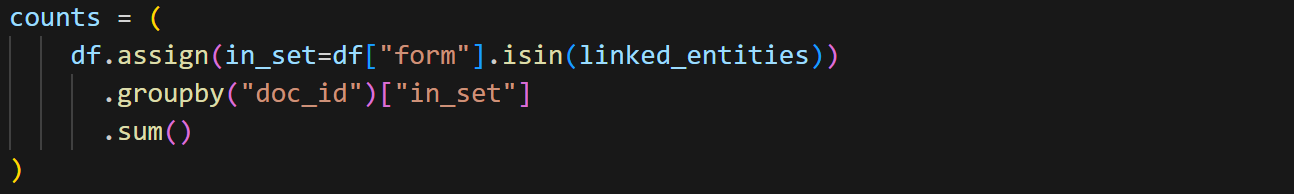 counts = (
    df.assign(in_set=df["form"].isin(linked_entities))
      .groupby("doc_id")["in_set"]
      .sum()
)